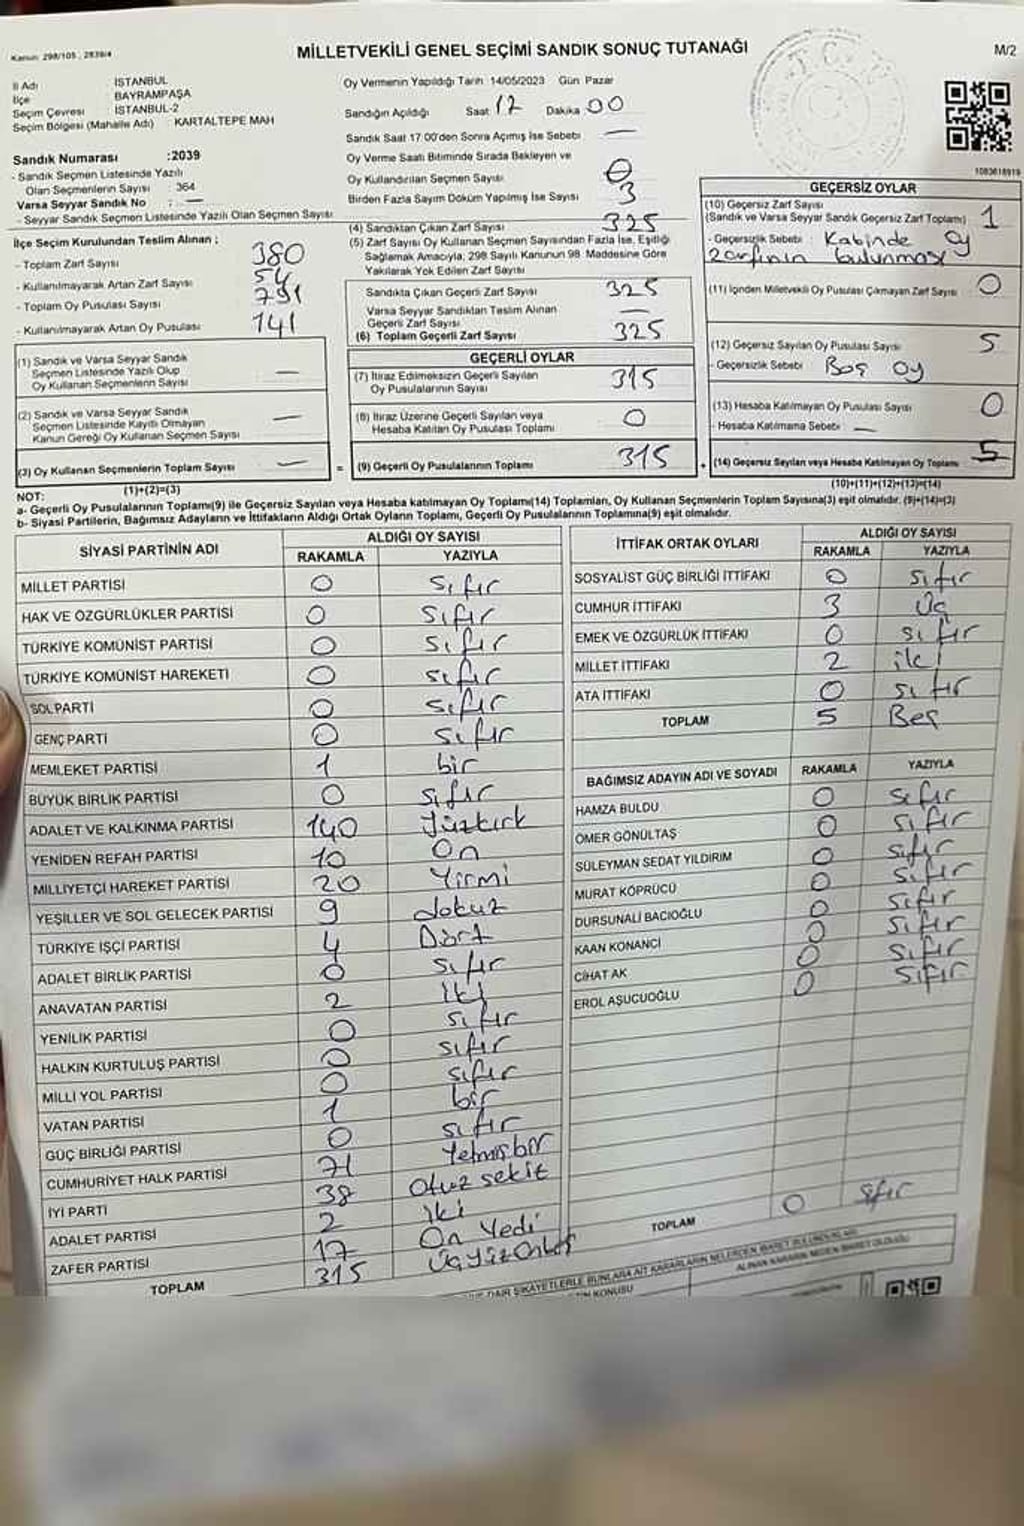 Kanun: 298/105, 2839/4
MİLLETVEKİLİ GENEL SEÇİMİ SANDIK SONUÇ TUTANAĞI
M/2
İl Adı İSTANBUL
İlçe BAYRAMPAŞA
Seçim Çevresi İSTANBUL-2
Seçim Bölgesi (Mahalle Adı) KARTALTEPE MAH
Sandık Numarası :2039
- Sandık Seçmen Listesinde Yazılı
Olan Seçmenlerin Sayısı : 364
Varsa Seyyar Sandık No : —
- Seyyar Sandık Seçmen Listesinde Yazılı Olan Seçmen Sayısı
İlçe Seçim Kurulundan Teslim Alınan ;
- Toplam Zarf Sayısı 380
- Kullanılmayarak Artan Zarf Sayısı 54
- Toplam Oy Pusulası Sayısı 791
- Kullanılmayarak Artan Oy Pusulası 141
(1) Sandık ve Varsa Seyyar Sandık
Seçmen Listesinde Yazılı Olup
Oy Kullanan Seçmenlerin Sayısı —
(2) Sandık ve Varsa Seyyar Sandık
Seçmen Listesinde Kayıtlı Olmayan
Kanun Gereği Oy Kullanan Seçmen Sayısı —
(3) Oy Kullanan Seçmenlerin Toplam Sayısı —
(1)+(2)=(3)
Oy Vermenin Yapıldığı Tarih 14/05/2023 Gün Pazar
Sandığın Açıldığı Saat 17 Dakika 00
Sandık Saat 17:00'den Sonra Açılmış İse Sebebi —
Oy Verme Saati Bitiminde Sırada Bekleyen ve
Oy Kullandırılan Seçmen Sayısı 0
Birden Fazla Sayım Döküm Yapılmış İse Sayısı 3
(4) Sandıktan Çıkan Zarf Sayısı 325
(5) Zarf Sayısı Oy Kullanan Seçmen Sayısından Fazla İse, Eşitliği
Sağlamak Amacıyla, 298 Sayılı Kanunun 98. Maddesine Göre
Yakılarak Yok Edilen Zarf Sayısı
Sandıkta Çıkan Geçerli Zarf Sayısı 325
Varsa Seyyar Sandıktan Teslim Alınan
Geçerli Zarf Sayısı —
(6) Toplam Geçerli Zarf Sayısı 325
GEÇERLİ OYLAR
(7) İtiraz Edilmeksizin Geçerli Sayılan
Oy Pusulalarının Sayısı 315
(8) İtiraz Üzerine Geçerli Sayılan veya
Hesaba Katılan Oy Pusulası Toplamı 0
= (9) Geçerli Oy Pusulalarının Toplamı 315
1083618919
GEÇERSİZ OYLAR
(10) Geçersiz Zarf Sayısı
(Sandık ve Varsa Seyyar Sandık Geçersiz Zarf Toplamı) 1
- Geçersizlik Sebebi : Kabinde oy
zarfının bulunması
(11) İçinden Milletvekili Oy Pusulası Çıkmayan Zarf Sayısı 0
(12) Geçersiz Sayılan Oy Pusulası Sayısı 5
- Geçersizlik Sebebi Boş oy
(13) Hesaba Katılmayan Oy Pusulası Sayısı 0
- Hesaba Katılmama Sebebi —
+ (14) Geçersiz Sayılan veya Hesaba Katılmayan Oy Toplamı 5
(10)+(11)+(12)+(13)=(14)
NOT:
a- Geçerli Oy Pusulalarının Toplamı(9) ile Geçersiz Sayılan veya Hesaba katılmayan Oy Toplamı(14) Toplamları, Oy Kullanan Seçmenlerin Toplam Sayısına(3) eşit olmalıdır. (9)+(14)=(3)
b- Siyasi Partilerin, Bağımsız Adayların ve İttifakların Aldığı Ortak Oyların Toplamı, Geçerli Oy Pusulalarının Toplamına(9) eşit olmalıdır.
SİYASİ PARTİNİN ADI ALDIĞI OY SAYISI
RAKAMLA YAZIYLA
MİLLET PARTİSİ 0 sıfır
HAK VE ÖZGÜRLÜKLER PARTİSİ 0 sıfır
TÜRKİYE KOMÜNİST PARTİSİ 0 sıfır
TÜRKİYE KOMÜNİST HAREKETİ 0 sıfır
SOL PARTİ 0 sıfır
GENÇ PARTİ 0 sıfır
MEMLEKET PARTİSİ 1 bir
BÜYÜK BİRLİK PARTİSİ 0 sıfır
ADALET VE KALKINMA PARTİSİ 140 Yüzkırk
YENİDEN REFAH PARTİSİ 10 On
MİLLİYETÇİ HAREKET PARTİSİ 20 Yirmi
YEŞİLLER VE SOL GELECEK PARTİSİ 9 dokuz
TÜRKİYE İŞÇİ PARTİSİ 4 Dört
ADALET BİRLİK PARTİSİ 0 sıfır
ANAVATAN PARTİSİ 2 İki
YENİLİK PARTİSİ 0 sıfır
HALKIN KURTULUŞ PARTİSİ 0 sıfır
MİLLİ YOL PARTİSİ 0 sıfır
VATAN PARTİSİ 1 bir
GÜÇ BİRLİĞİ PARTİSİ 0 sıfır
CUMHURİYET HALK PARTİSİ 71 Yetmişbir
İYİ PARTİ 38 Otuz sekiz
ADALET PARTİSİ 2 iki
ZAFER PARTİSİ 17 On Yedi
TOPLAM 315 Üçyüzonbeş
İTTİFAK ORTAK OYLARI ALDIĞI OY SAYISI
RAKAMLA YAZIYLA
SOSYALİST GÜÇ BİRLİĞİ İTTİFAKI 0 sıfır
CUMHUR İTTİFAKI 3 Üç
EMEK VE ÖZGÜRLÜK İTTİFAKI 0 sıfır
MİLLET İTTİFAKI 2 iki
ATA İTTİFAKI 0 sıfır
TOPLAM 5 Beş
BAĞIMSIZ ADAYIN ADI VE SOYADI RAKAMLA YAZIYLA
HAMZA BULDU 0 sıfır
ÖMER GÖNÜLTAŞ 0 sıfır
SÜLEYMAN SEDAT YILDIRIM 0 sıfır
MURAT KÖPRÜCÜ 0 sıfır
DURSUNALİ BACIOĞLU 0 sıfır
KAAN KONANCI 0 sıfır
CİHAT AK 0 sıfır
EROL AŞUCUOĞLU 0 sıfır
TOPLAM 0 sıfır
DAİR ŞİKAYETLERLE BUNLARA AİT KARARLARIN NELERDEN İBARET BULUNDUKLARI
KONUSU ALINAN KARARIN NEDEN İBARET OLDUĞU